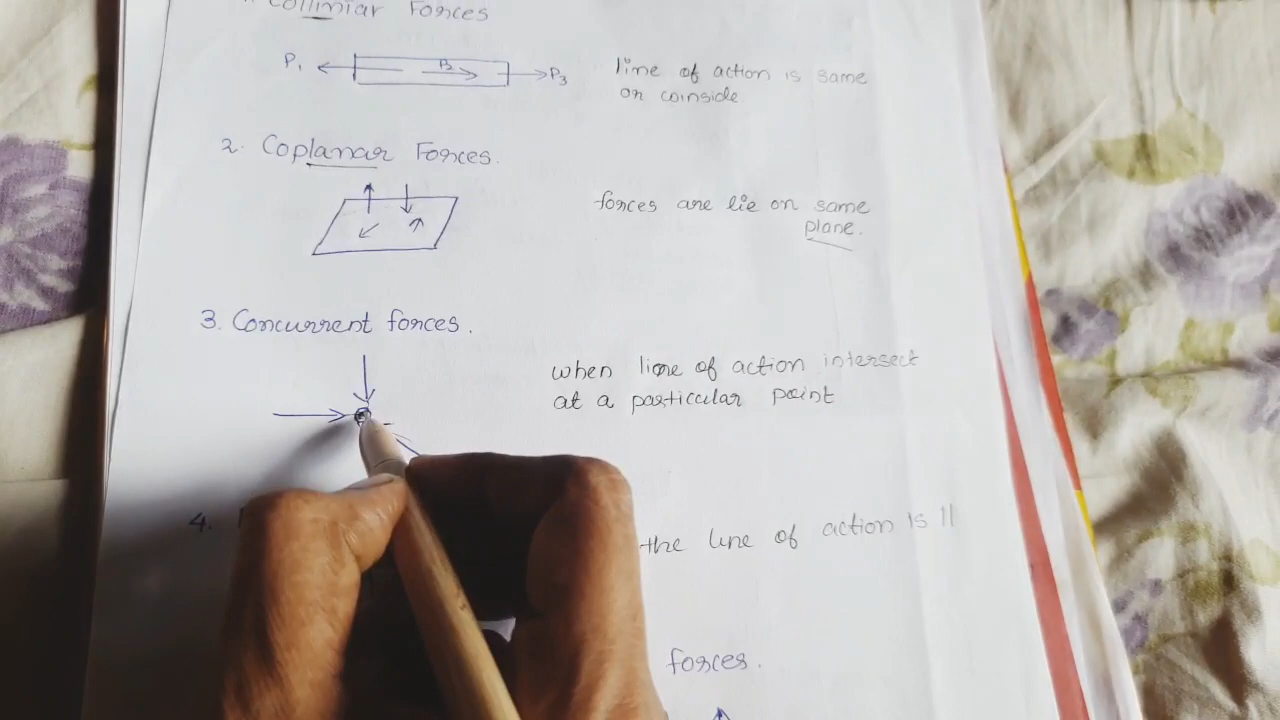 Colliniar Forces
P1 P2 P3
line of action is same
or coinside
2. Coplanar Forces.
forces are lie on same
plane.
3. Concurrent forces.
when line of action intersect
at a particular point
4.
the line of action is 11
forces.